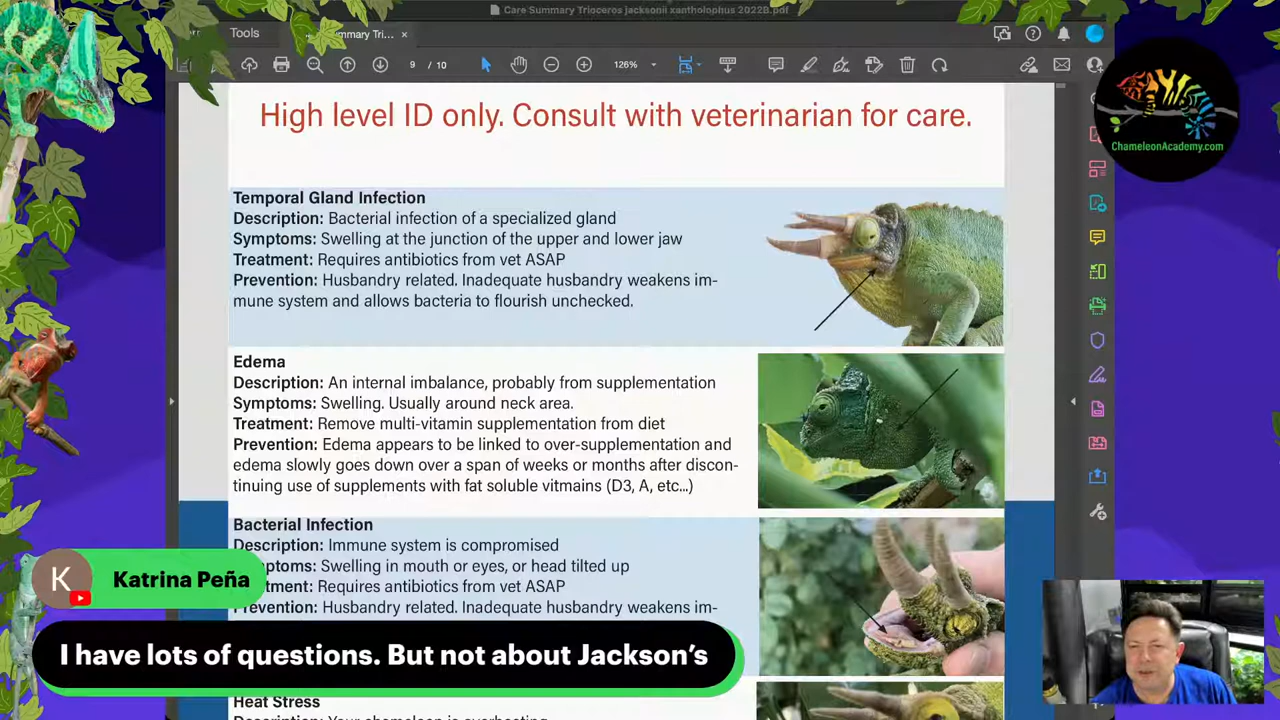 Care Summary Trioceros jacksonii xantholophus 2022B.pdf
Tools
ummary Tri...
9 / 10
126%
ChameleonAcademy.com
High level ID only. Consult with veterinarian for care.
Temporal Gland Infection
Description: Bacterial infection of a specialized gland
Symptoms: Swelling at the junction of the upper and lower jaw
Treatment: Requires antibiotics from vet ASAP
Prevention: Husbandry related. Inadequate husbandry weakens im-
mune system and allows bacteria to flourish unchecked.
Edema
Description: An internal imbalance, probably from supplementation
Symptoms: Swelling. Usually around neck area.
Treatment: Remove multi-vitamin supplementation from diet
Prevention: Edema appears to be linked to over-supplementation and
edema slowly goes down over a span of weeks or months after discon-
tinuing use of supplements with fat soluble vitmains (D3, A, etc...)
Bacterial Infection
Description: Immune system is compromised
ptoms: Swelling in mouth or eyes, or head tilted up
tment: Requires antibiotics from vet ASAP
Prevention: Husbandry related. Inadequate husbandry weakens im-
K
Katrina Peña
I have lots of questions. But not about Jackson's
Heat Stress
Description: Your chameleon is overheating